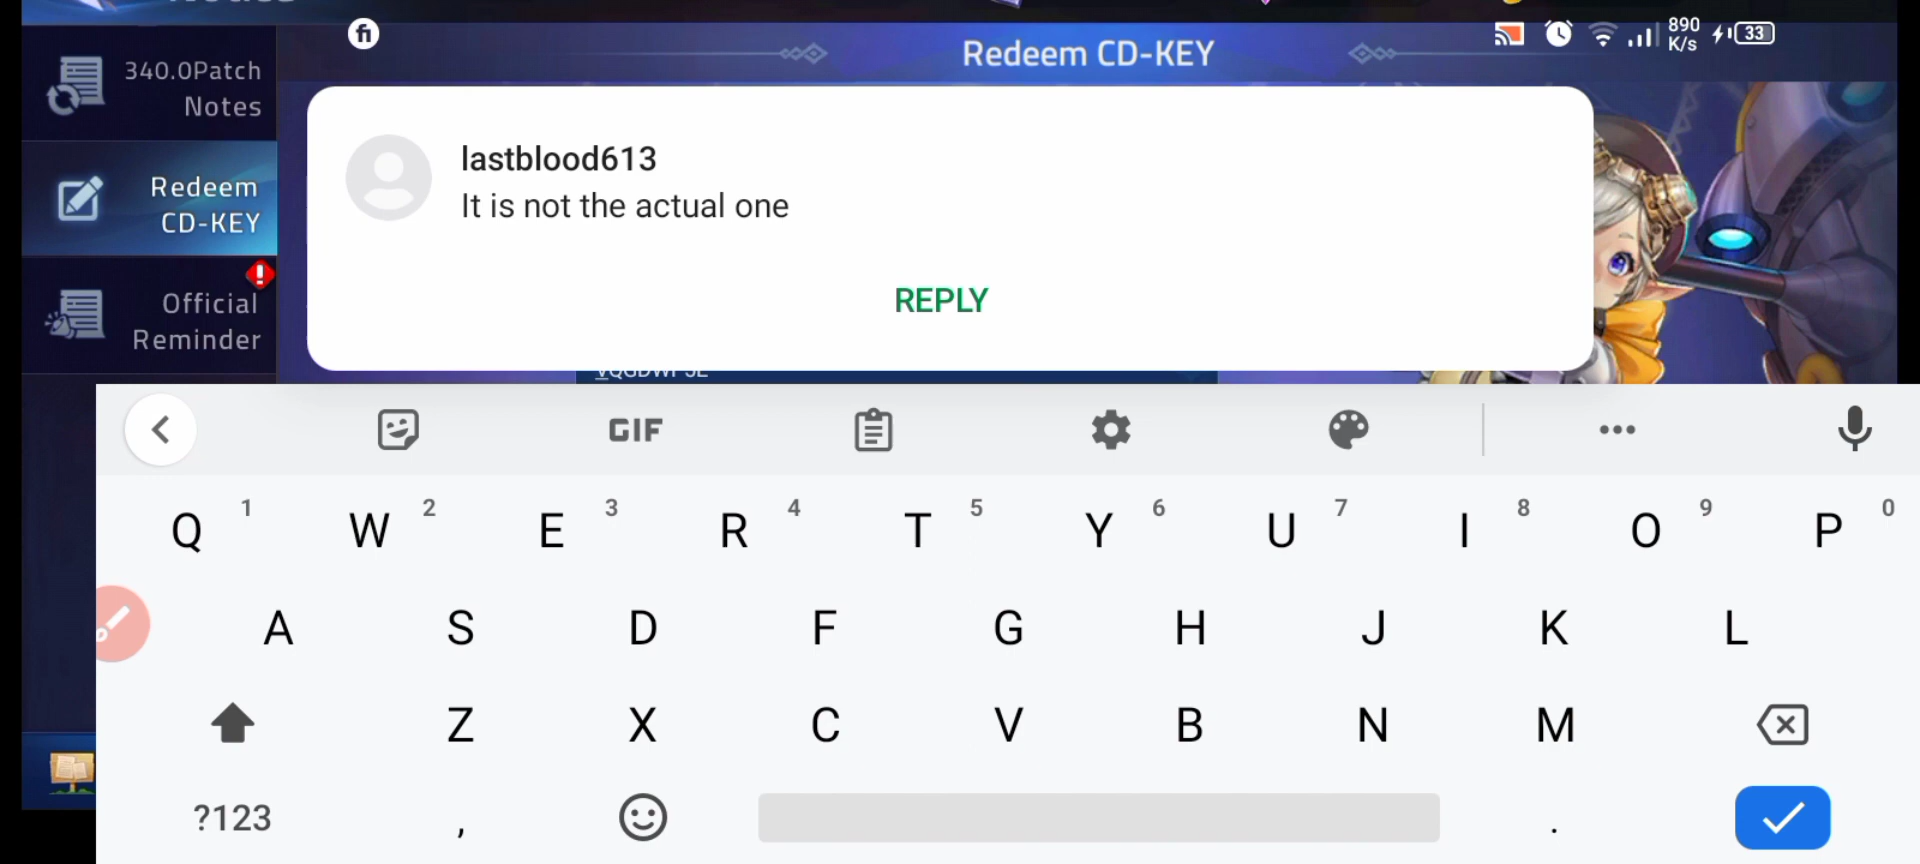 fi
890
K/s
33
Redeem CD-KEY
340.0Patch
Notes
Redeem
CD-KEY
Official
Reminder
lastblood613
It is not the actual one
REPLY
GIF
Q 1 W 2 E 3 R 4 T 5 Y 6 U 7 I 8 O 9 P 0
A S D F G H J K L
Z X C V B N M
?123 , .